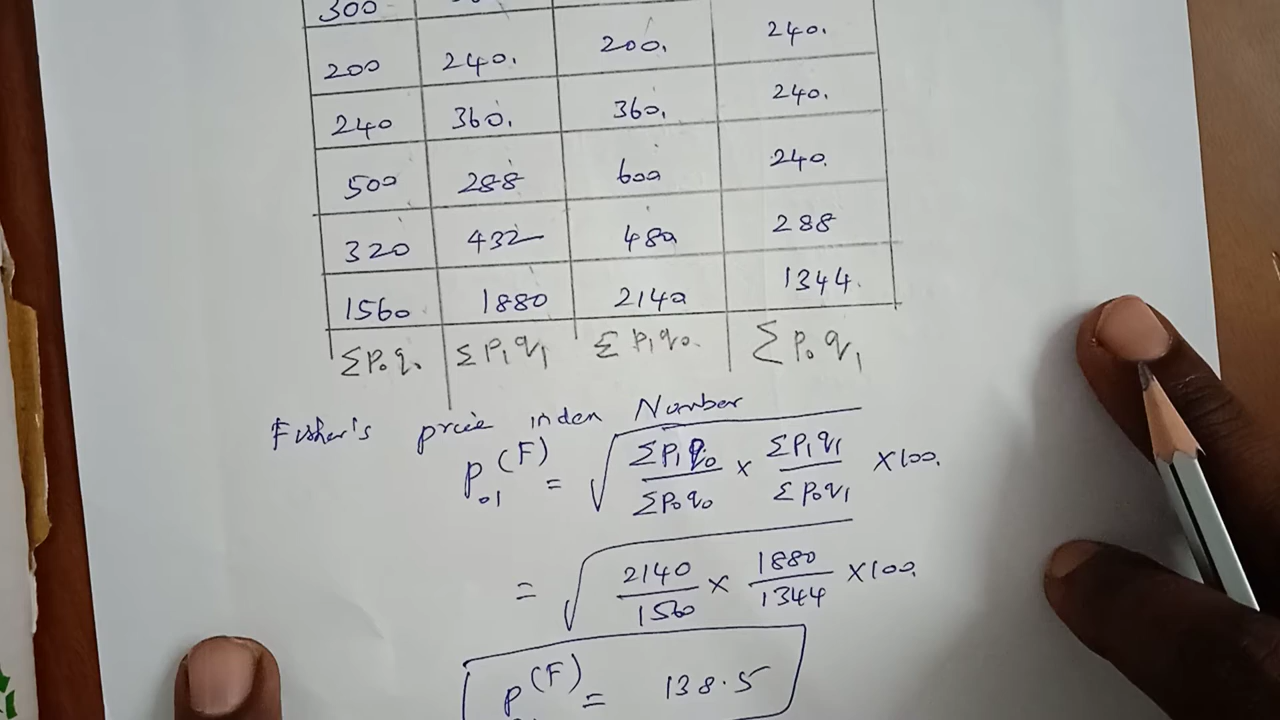 300
200 240. 200. 240.
240 360. 360. 240.
500 288 600 240.
320 432 480 288
1560 1880 2140 1344.
Σp₀q₀ Σp₁q₁ Σp₁q₀. Σp₀q₁
Fisher's price index Number
P₀₁^(F) = √(Σp₁q₀/Σp₀q₀ × Σp₁q₁/Σp₀q₁) ×100.
= √(2140/1560 × 1880/1344) ×100.
P^(F) = 138.5